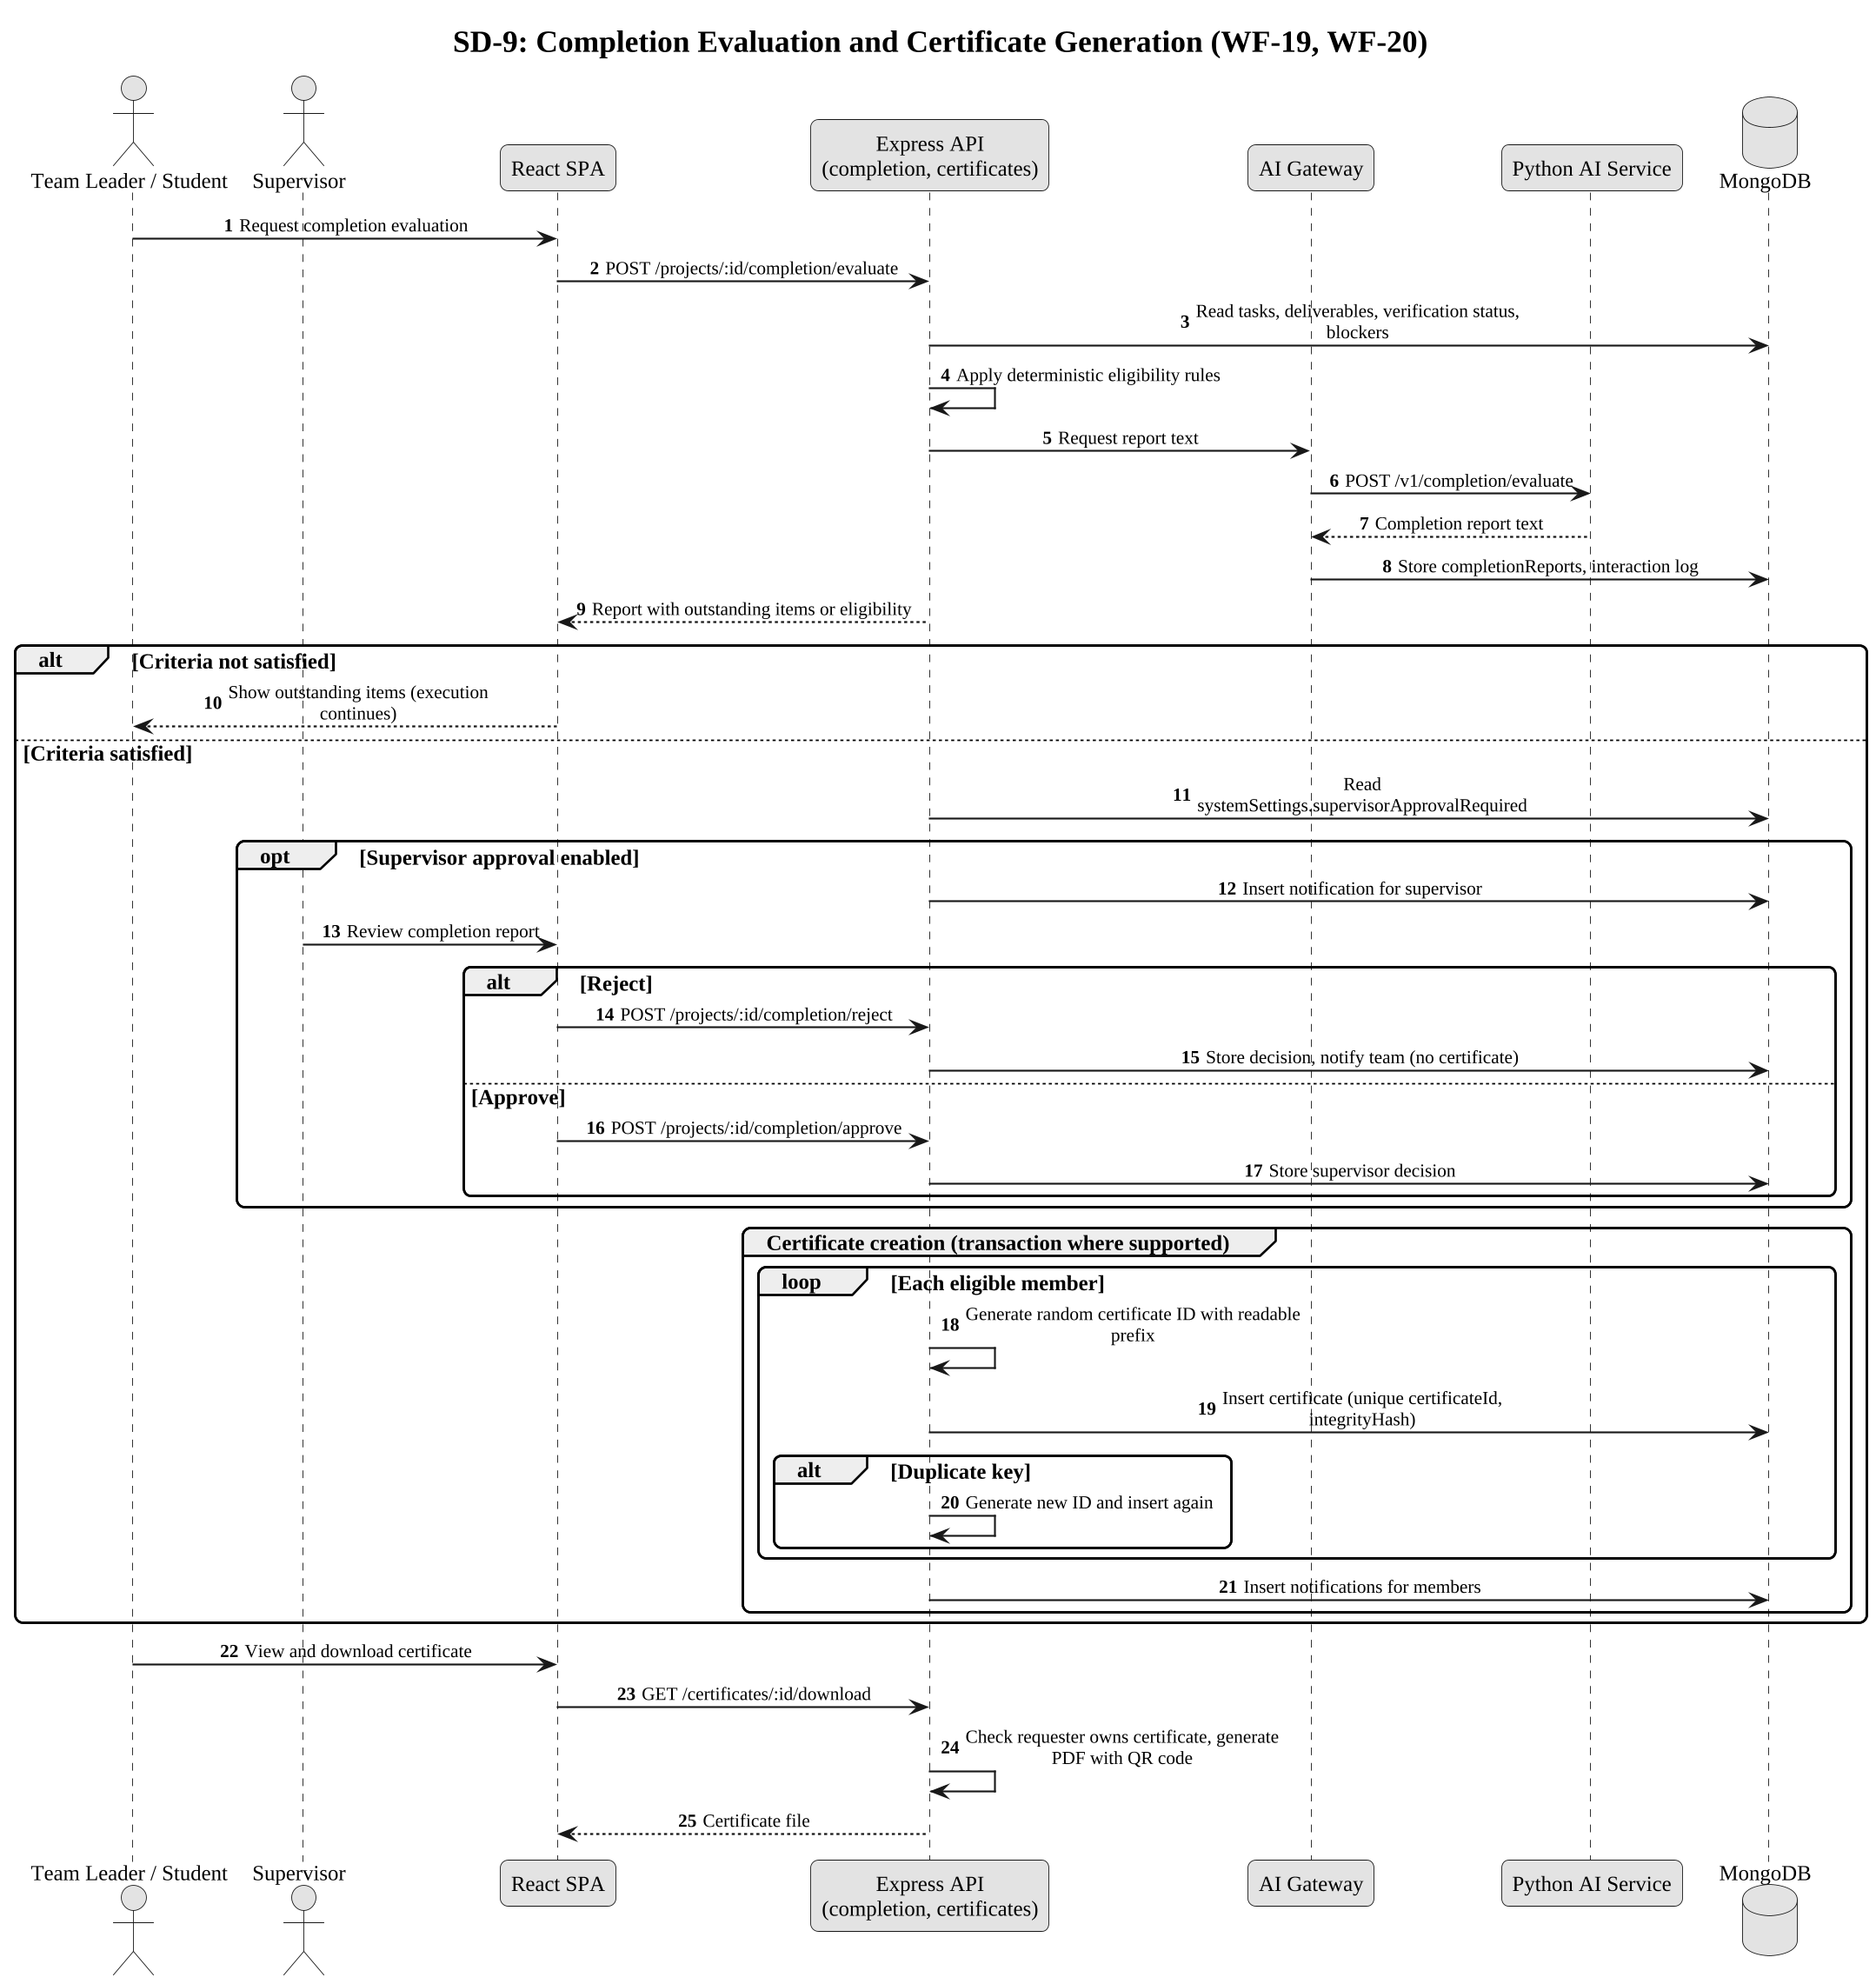 SD-9: Completion Evaluation and Certificate Generation (WF-19, WF-20)
Team Leader / Student
Supervisor
React SPA
Express API
(completion, certificates)
AI Gateway
Python AI Service
MongoDB
1 Request completion evaluation
2 POST /projects/:id/completion/evaluate
3 Read tasks, deliverables, verification status,
blockers
4 Apply deterministic eligibility rules
5 Request report text
6 POST /v1/completion/evaluate
7 Completion report text
8 Store completionReports, interaction log
9 Report with outstanding items or eligibility
alt [Criteria not satisfied]
10 Show outstanding items (execution
continues)
[Criteria satisfied]
11 Read
systemSettings.supervisorApprovalRequired
opt [Supervisor approval enabled]
12 Insert notification for supervisor
13 Review completion report
alt [Reject]
14 POST /projects/:id/completion/reject
15 Store decision, notify team (no certificate)
[Approve]
16 POST /projects/:id/completion/approve
17 Store supervisor decision
Certificate creation (transaction where supported)
loop [Each eligible member]
18 Generate random certificate ID with readable
prefix
19 Insert certificate (unique certificateId,
integrityHash)
alt [Duplicate key]
20 Generate new ID and insert again
21 Insert notifications for members
22 View and download certificate
23 GET /certificates/:id/download
24 Check requester owns certificate, generate
PDF with QR code
25 Certificate file
Team Leader / Student
Supervisor
React SPA
Express API
(completion, certificates)
AI Gateway
Python AI Service
MongoDB